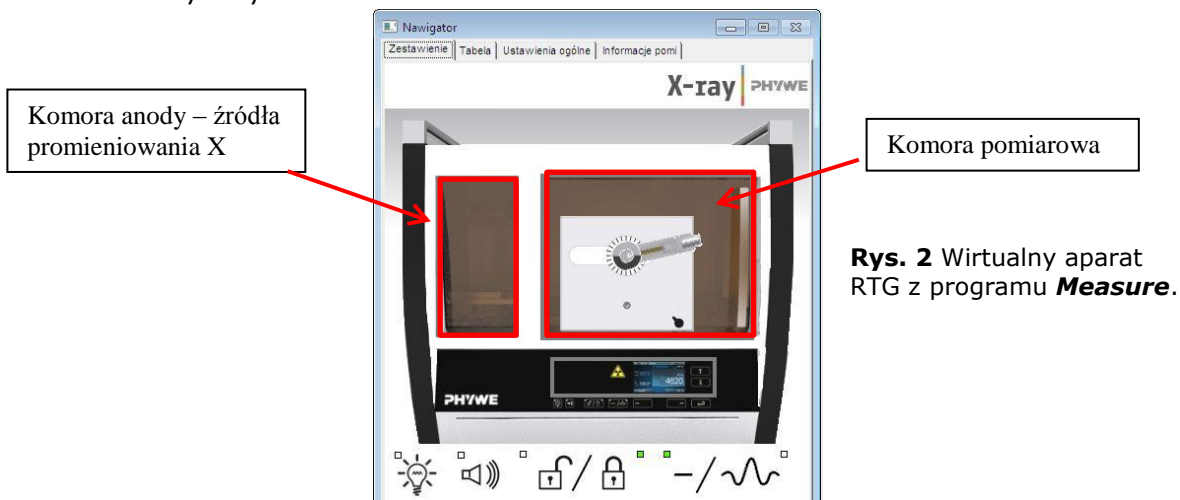 Nawigator
Zestawienie Tabela Ustawienia ogólne Informacje pomi
X-ray PHYWE
Komora anody – źródła
promieniowania X
Komora pomiarowa
Rys. 2 Wirtualny aparat
RTG z programu Measure.
4620
PHYWE